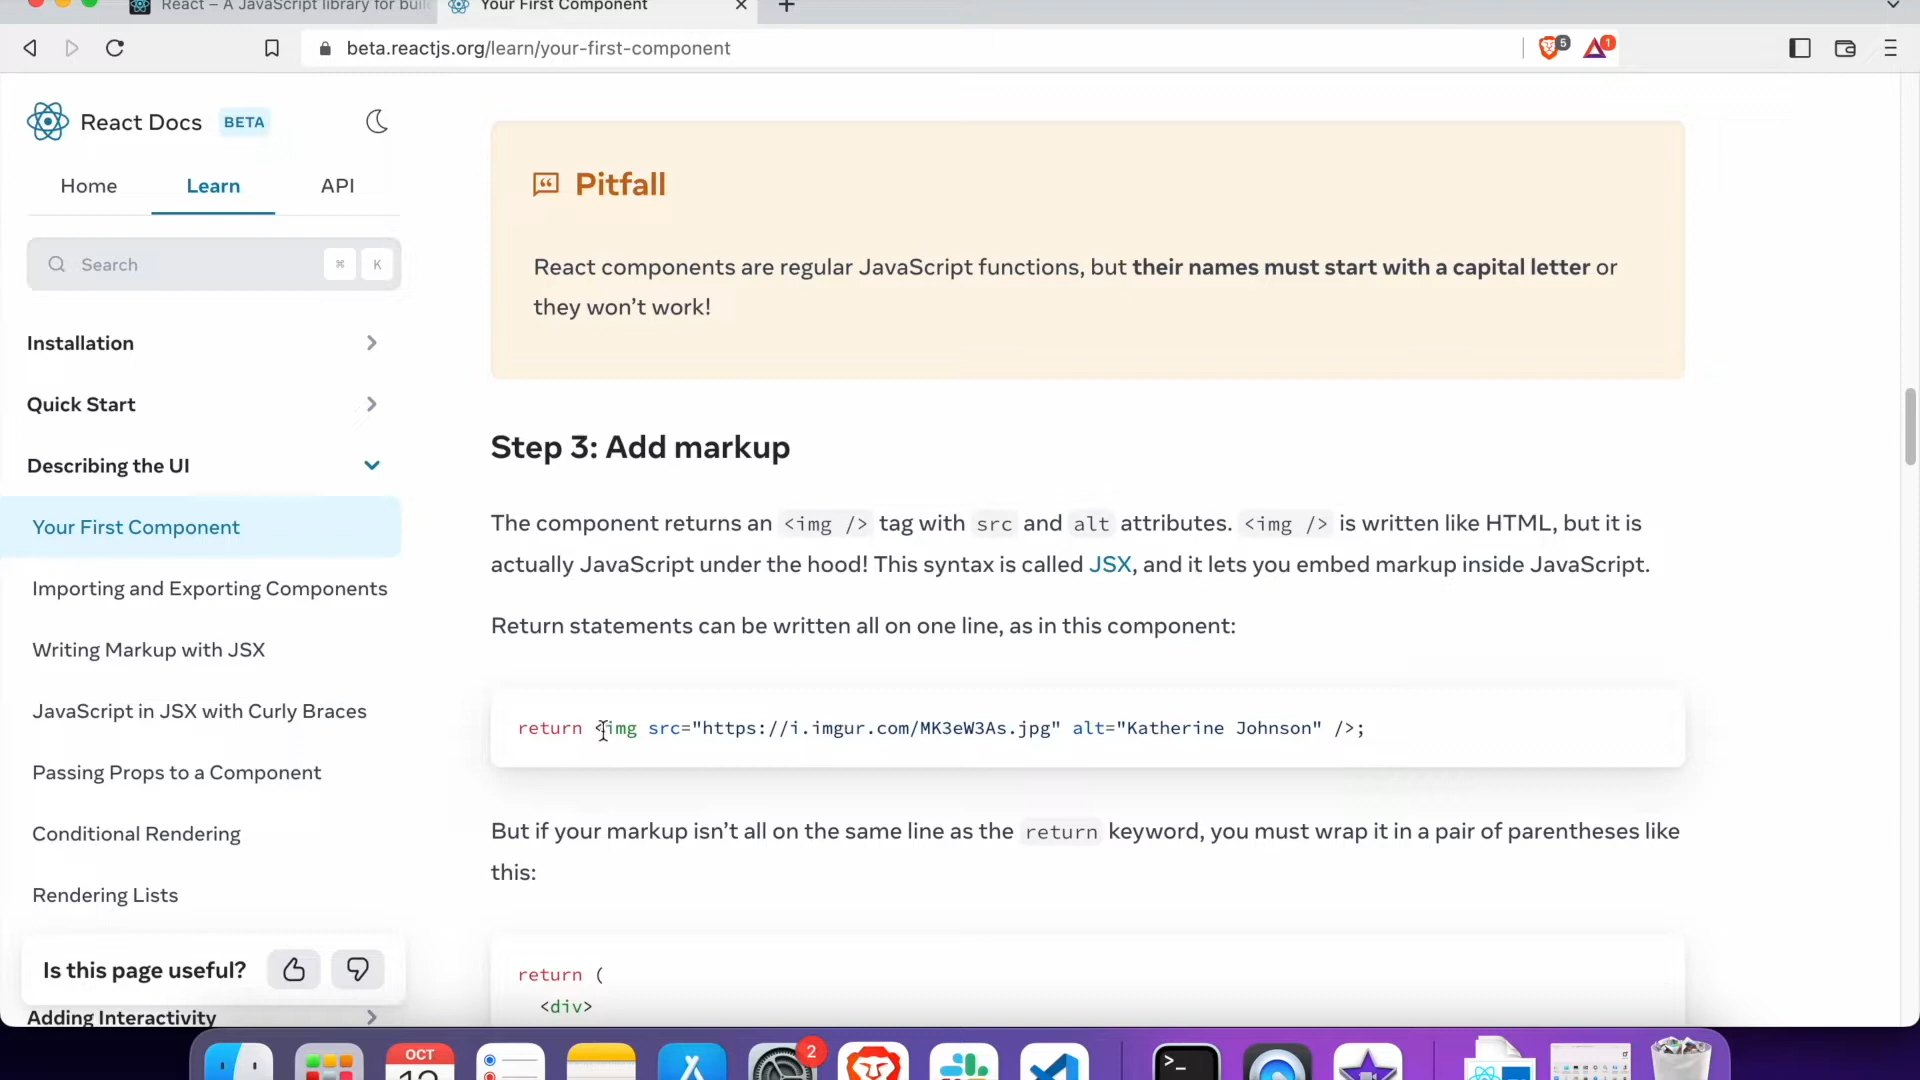 React – A JavaScript library for buil
Your First Component
beta.reactjs.org/learn/your-first-component
5
1
React Docs BETA
Home Learn API
Search ⌘ K
Installation
Quick Start
Describing the UI
Your First Component
Importing and Exporting Components
Writing Markup with JSX
JavaScript in JSX with Curly Braces
Passing Props to a Component
Conditional Rendering
Rendering Lists
Is this page useful?
Adding Interactivity
Pitfall
React components are regular JavaScript functions, but their names must start with a capital letter or
they won’t work!
Step 3: Add markup
The component returns an <img /> tag with src and alt attributes. <img /> is written like HTML, but it is
actually JavaScript under the hood! This syntax is called JSX, and it lets you embed markup inside JavaScript.
Return statements can be written all on one line, as in this component:
return <img src="https://i.imgur.com/MK3eW3As.jpg" alt="Katherine Johnson" />;
But if your markup isn’t all on the same line as the return keyword, you must wrap it in a pair of parentheses like
this:
return (
<div>
OCT
2
>_